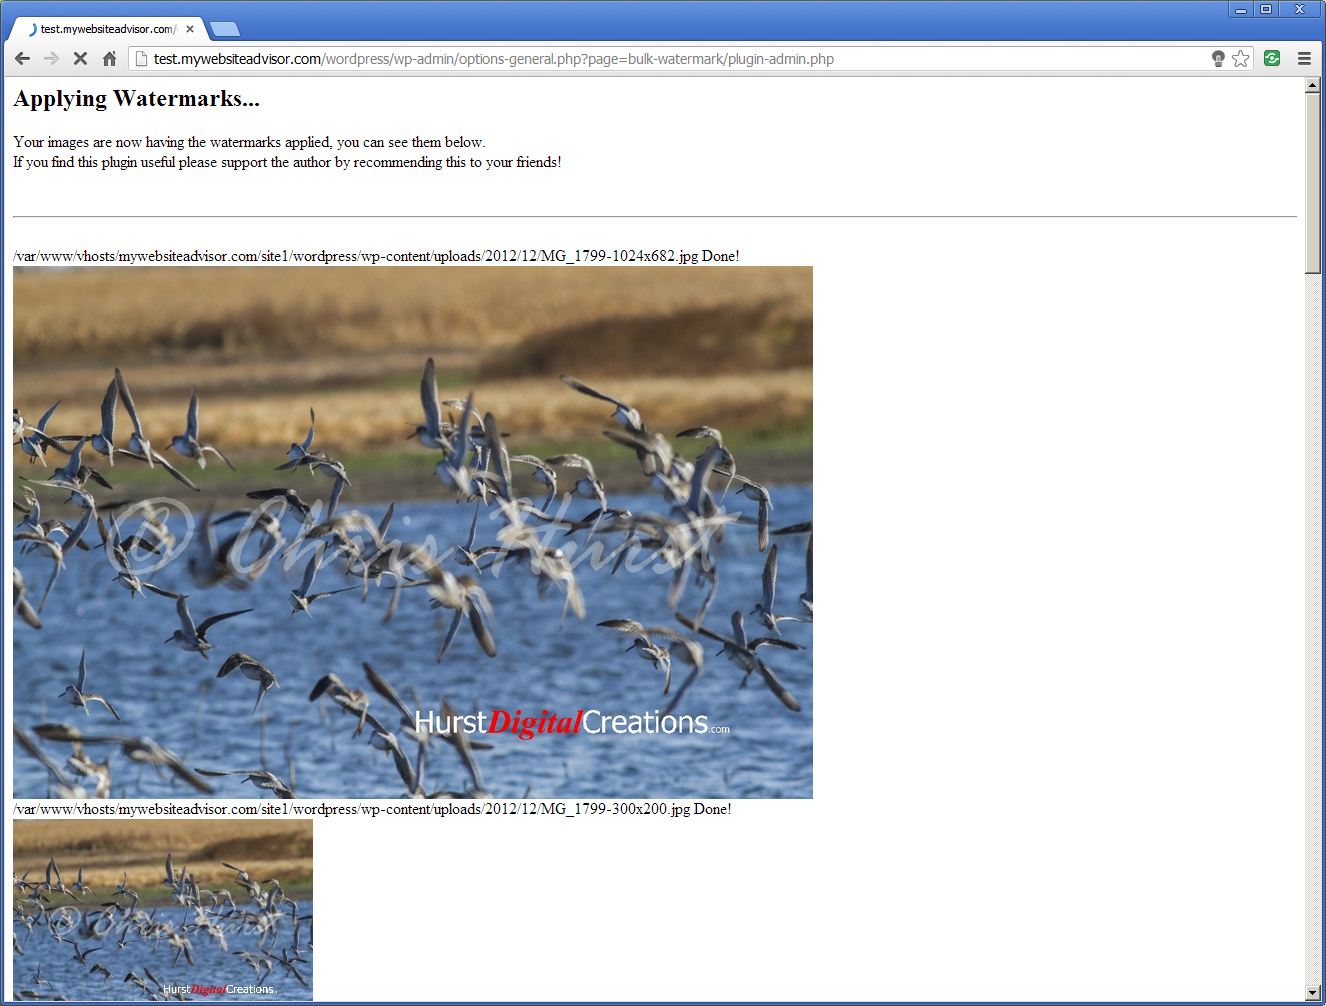 test.mywebsiteadvisor.com/
test.mywebsiteadvisor.com/wordpress/wp-admin/options-general.php?page=bulk-watermark/plugin-admin.php
Applying Watermarks...
Your images are now having the watermarks applied, you can see them below.
If you find this plugin useful please support the author by recommending this to your friends!
/var/www/vhosts/mywebsiteadvisor.com/site1/wordpress/wp-content/uploads/2012/12/MG_1799-1024x682.jpg Done!
© Chris Hurst
HurstDigitalCreations.com
/var/www/vhosts/mywebsiteadvisor.com/site1/wordpress/wp-content/uploads/2012/12/MG_1799-300x200.jpg Done!
© Chris Hurst
HurstDigitalCreations.